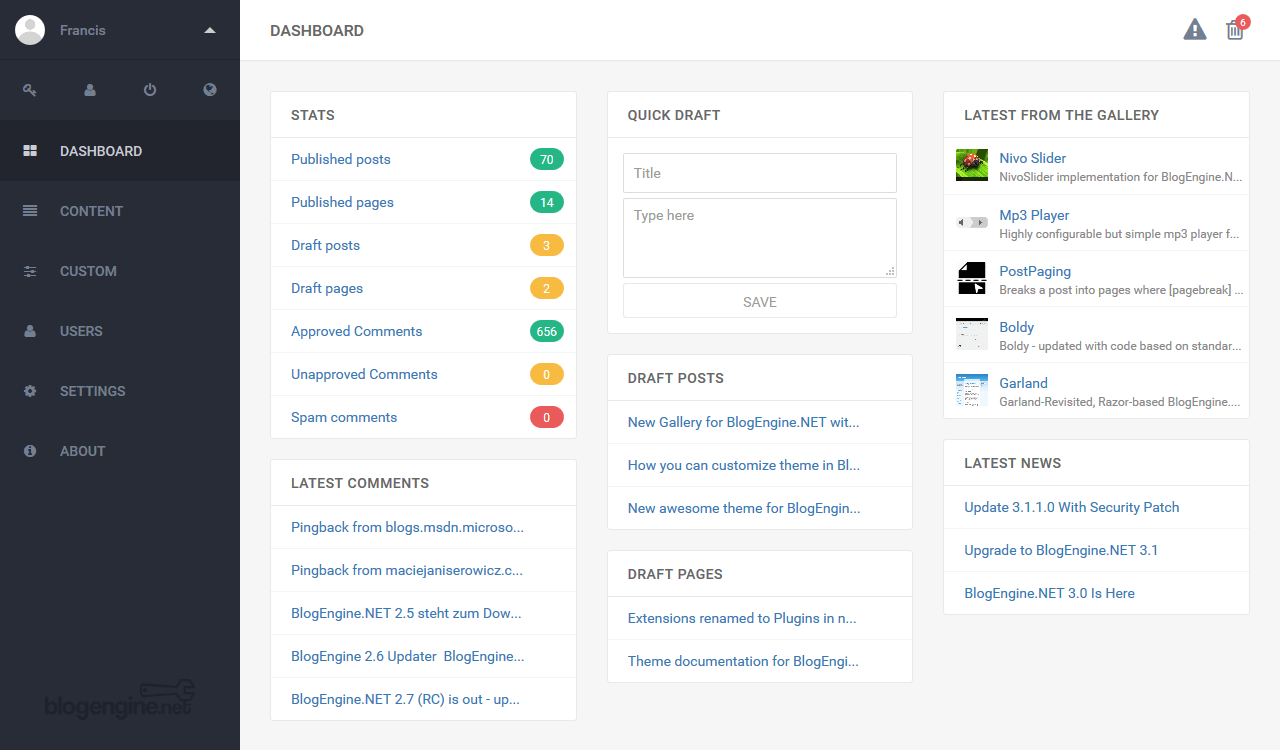 Francis
DASHBOARD
CONTENT
CUSTOM
USERS
SETTINGS
ABOUT
blogengine.net
DASHBOARD
6
STATS
Published posts 70
Published pages 14
Draft posts 3
Draft pages 2
Approved Comments 656
Unapproved Comments 0
Spam comments 0
LATEST COMMENTS
Pingback from blogs.msdn.microso...
Pingback from maciejaniserowicz.c...
BlogEngine.NET 2.5 steht zum Dow...
BlogEngine 2.6 Updater  BlogEngine...
BlogEngine.NET 2.7 (RC) is out - up...
QUICK DRAFT
Title
Type here
SAVE
DRAFT POSTS
New Gallery for BlogEngine.NET wit...
How you can customize theme in Bl...
New awesome theme for BlogEngin...
DRAFT PAGES
Extensions renamed to Plugins in n...
Theme documentation for BlogEngi...
LATEST FROM THE GALLERY
Nivo Slider
NivoSlider implementation for BlogEngine.N...
Mp3 Player
Highly configurable but simple mp3 player f...
PostPaging
Breaks a post into pages where [pagebreak] ...
Boldy
Boldy - updated with code based on standar...
Garland
Garland-Revisited, Razor-based BlogEngine....
LATEST NEWS
Update 3.1.1.0 With Security Patch
Upgrade to BlogEngine.NET 3.1
BlogEngine.NET 3.0 Is Here